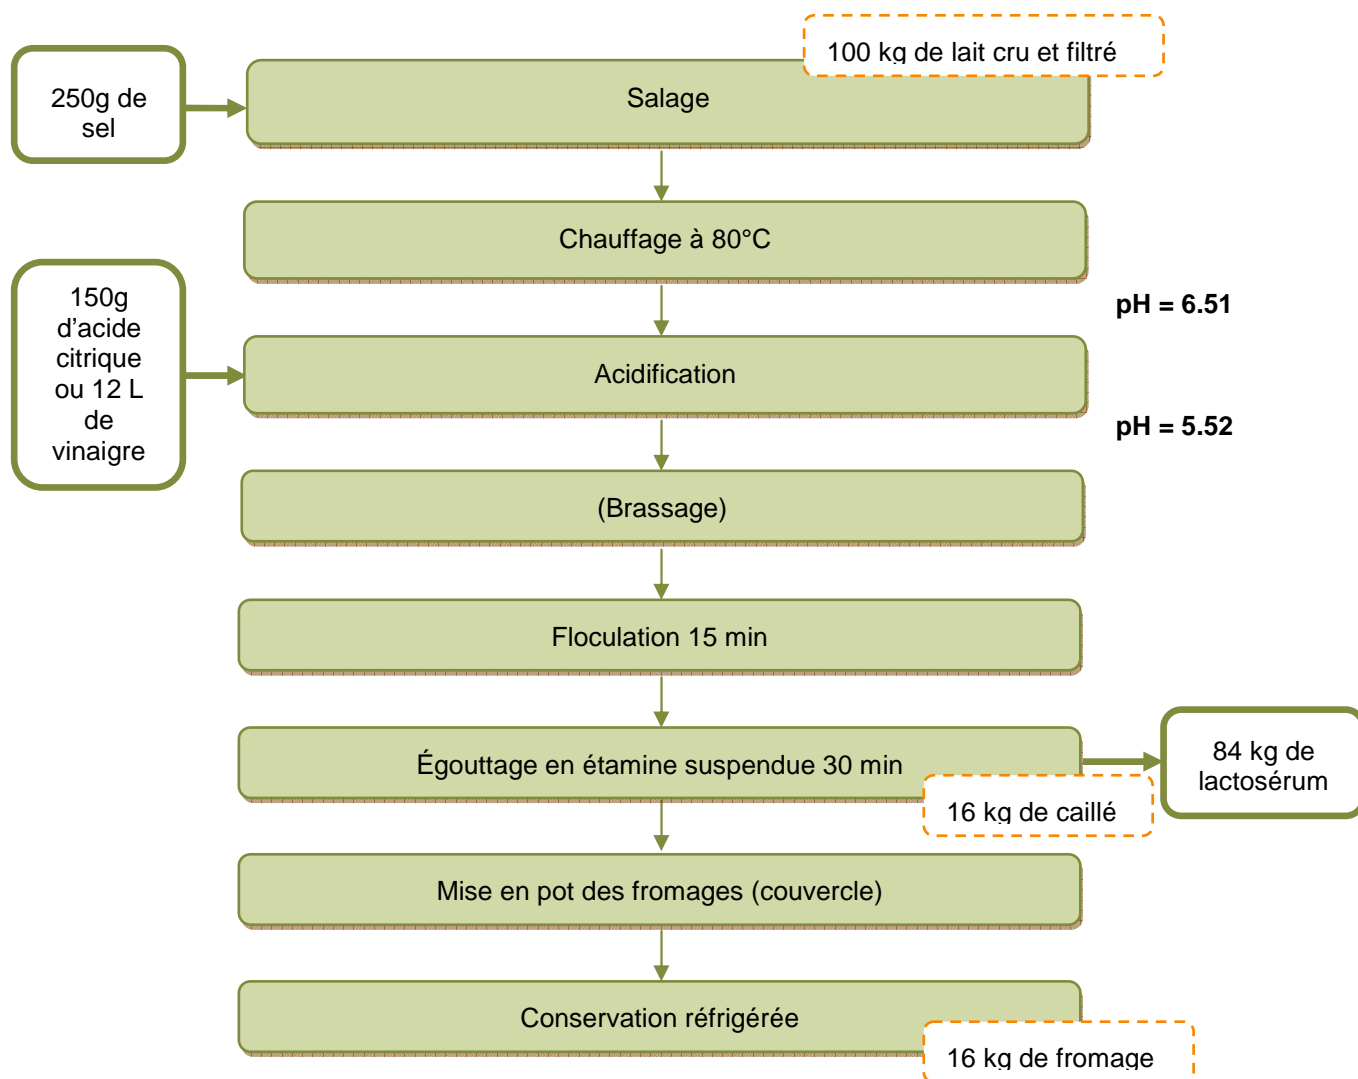 100 kg de lait cru et filtré
250g de
sel
Salage
Chauffage à 80°C
pH = 6.51
150g
d'acide
citrique
ou 12 L
de
vinaigre
Acidification
pH = 5.52
(Brassage)
Floculation 15 min
Égouttage en étamine suspendue 30 min
84 kg de
lactosérum
16 kg de caillé
Mise en pot des fromages (couvercle)
Conservation réfrigérée
16 kg de fromage